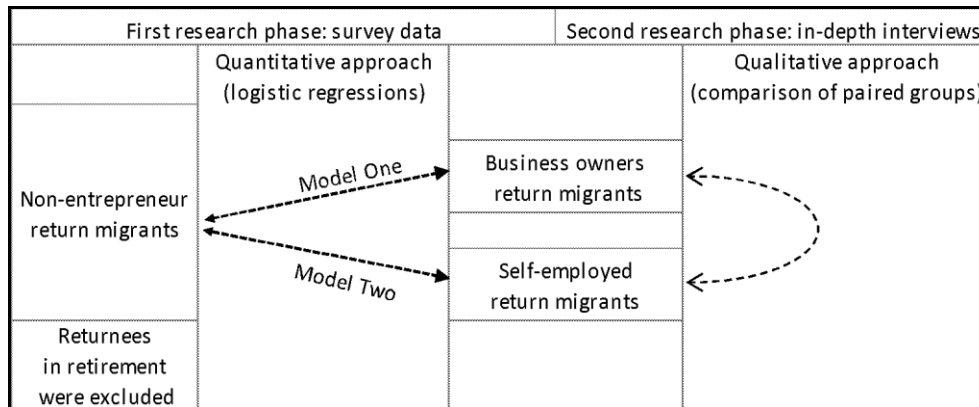 First research phase: survey data
Second research phase: in-depth interviews
Quantitative approach
(logistic regressions)
Qualitative approach
(comparison of paired groups)
Non-entrepreneur
return migrants
Model One
Model Two
Business owners
return migrants
Self-employed
return migrants
Returnees
in retirement
were excluded